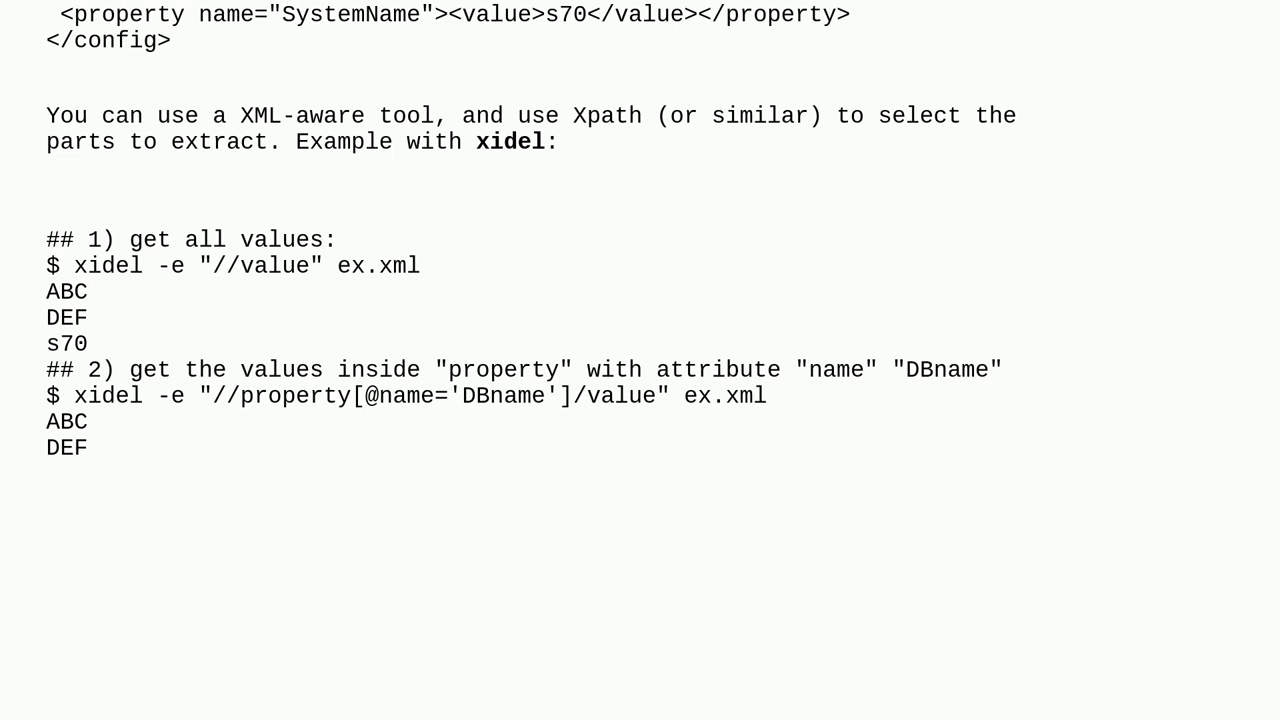 <property name="SystemName"><value>s70</value></property>
</config>
You can use a XML-aware tool, and use Xpath (or similar) to select the
parts to extract. Example with xidel:
## 1) get all values:
$ xidel -e "//value" ex.xml
ABC
DEF
s70
## 2) get the values inside "property" with attribute "name" "DBname"
$ xidel -e "//property[@name='DBname']/value" ex.xml
ABC
DEF